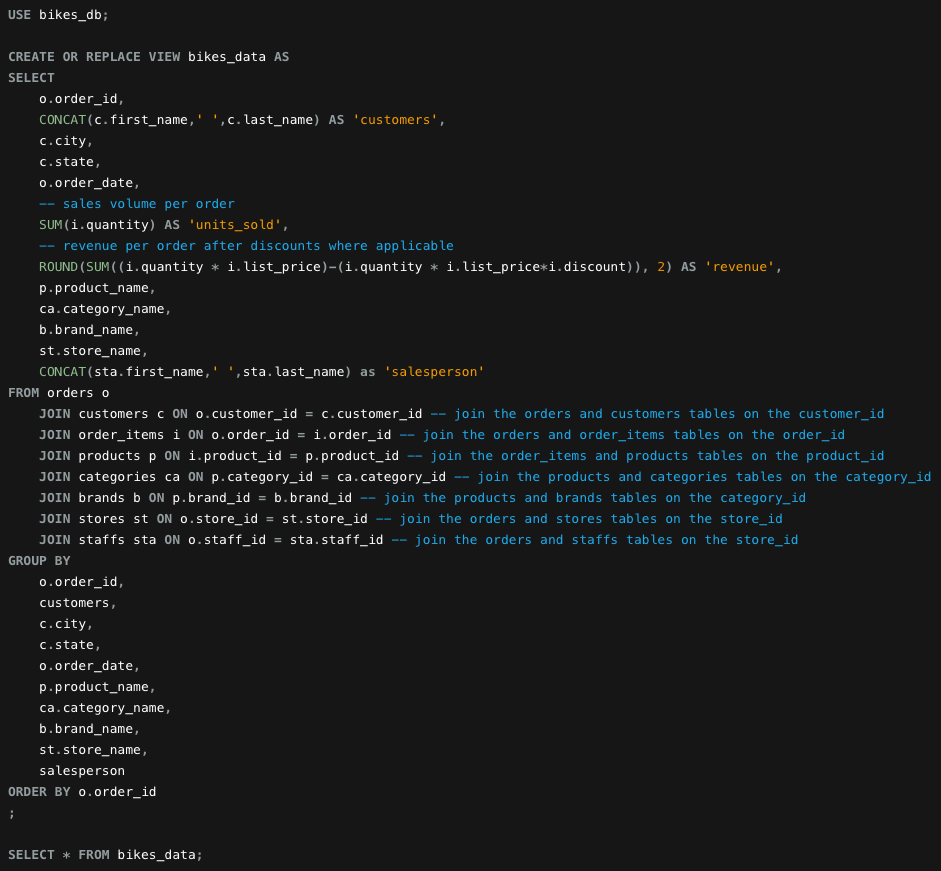 USE bikes_db;
CREATE OR REPLACE VIEW bikes_data AS
SELECT
    o.order_id,
    CONCAT(c.first_name,' ',c.last_name) AS 'customers',
    c.city,
    c.state,
    o.order_date,
    -- sales volume per order
    SUM(i.quantity) AS 'units_sold',
    -- revenue per order after discounts where applicable
    ROUND(SUM((i.quantity * i.list_price)-(i.quantity * i.list_price*i.discount)), 2) AS 'revenue',
    p.product_name,
    ca.category_name,
    b.brand_name,
    st.store_name,
    CONCAT(sta.first_name,' ',sta.last_name) as 'salesperson'
FROM orders o
    JOIN customers c ON o.customer_id = c.customer_id -- join the orders and customers tables on the customer_id
    JOIN order_items i ON o.order_id = i.order_id -- join the orders and order_items tables on the order_id
    JOIN products p ON i.product_id = p.product_id -- join the order_items and products tables on the product_id
    JOIN categories ca ON p.category_id = ca.category_id -- join the products and categories tables on the category_id
    JOIN brands b ON p.brand_id = b.brand_id -- join the products and brands tables on the category_id
    JOIN stores st ON o.store_id = st.store_id -- join the orders and stores tables on the store_id
    JOIN staffs sta ON o.staff_id = sta.staff_id -- join the orders and staffs tables on the store_id
GROUP BY
    o.order_id,
    customers,
    c.city,
    c.state,
    o.order_date,
    p.product_name,
    ca.category_name,
    b.brand_name,
    st.store_name,
    salesperson
ORDER BY o.order_id
;
SELECT * FROM bikes_data;